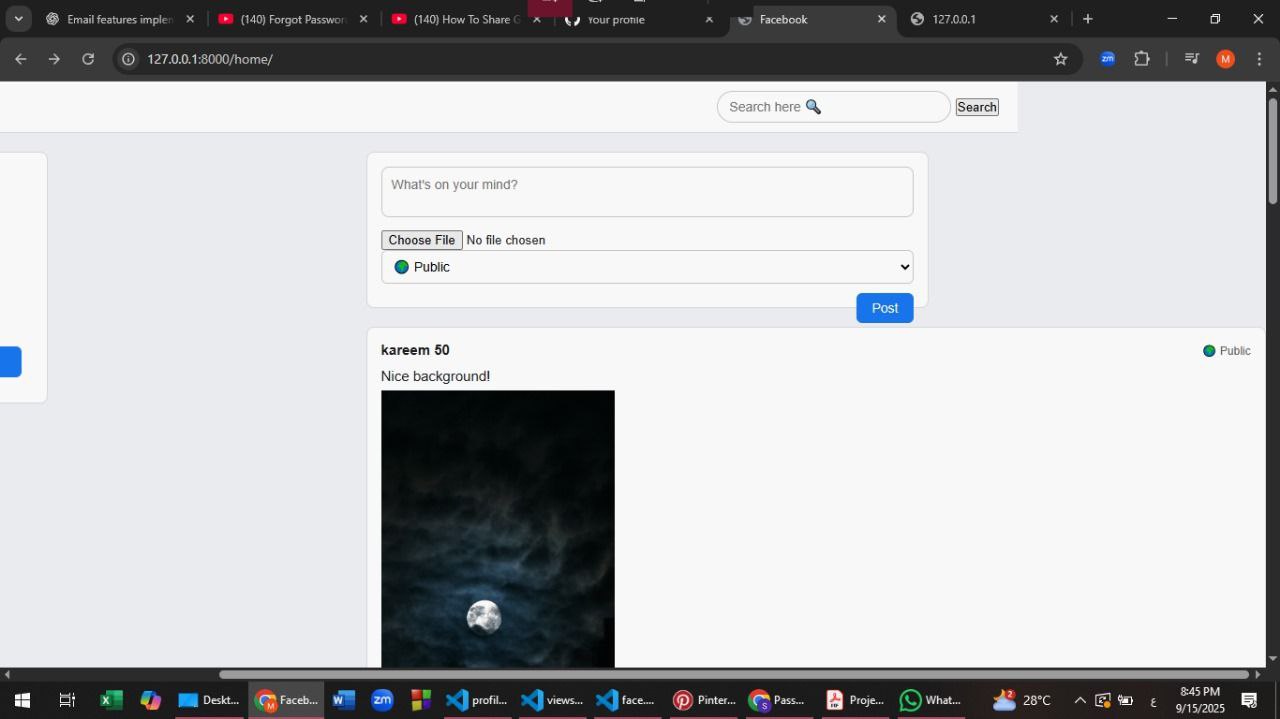 Email features implen
(140) Forgot Passwor
(140) How To Share G
Your profile
Facebook
127.0.0.1
127.0.0.1:8000/home/
zm
M
Search here
Search
What's on your mind?
Choose File No file chosen
Public
Post
kareem 50
Public
Nice background!
Deskt...
Faceb...
zm
profil...
views...
face....
Pinter...
Pass...
Proje...
What...
2
28°C
ع
8:45 PM
9/15/2025